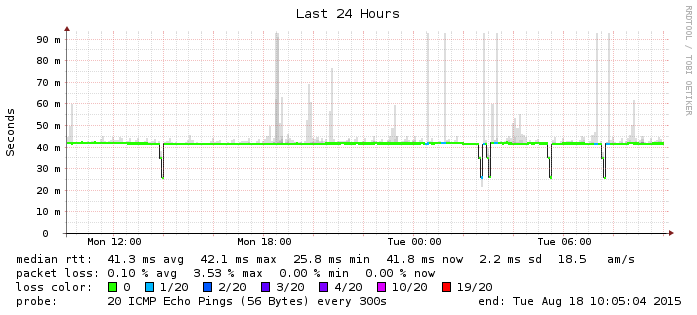 Last 24 Hours
RRDTOOL / TOBI OETIKER
Seconds
90 m
80 m
70 m
60 m
50 m
40 m
30 m
20 m
10 m
0
Mon 12:00 Mon 18:00 Tue 00:00 Tue 06:00
median rtt: 41.3 ms avg 42.1 ms max 25.8 ms min 41.8 ms now 2.2 ms sd 18.5 am/s
packet loss: 0.10 % avg 3.53 % max 0.00 % min 0.00 % now
loss color: 0 1/20 2/20 3/20 4/20 10/20 19/20
probe: 20 ICMP Echo Pings (56 Bytes) every 300s end: Tue Aug 18 10:05:04 2015